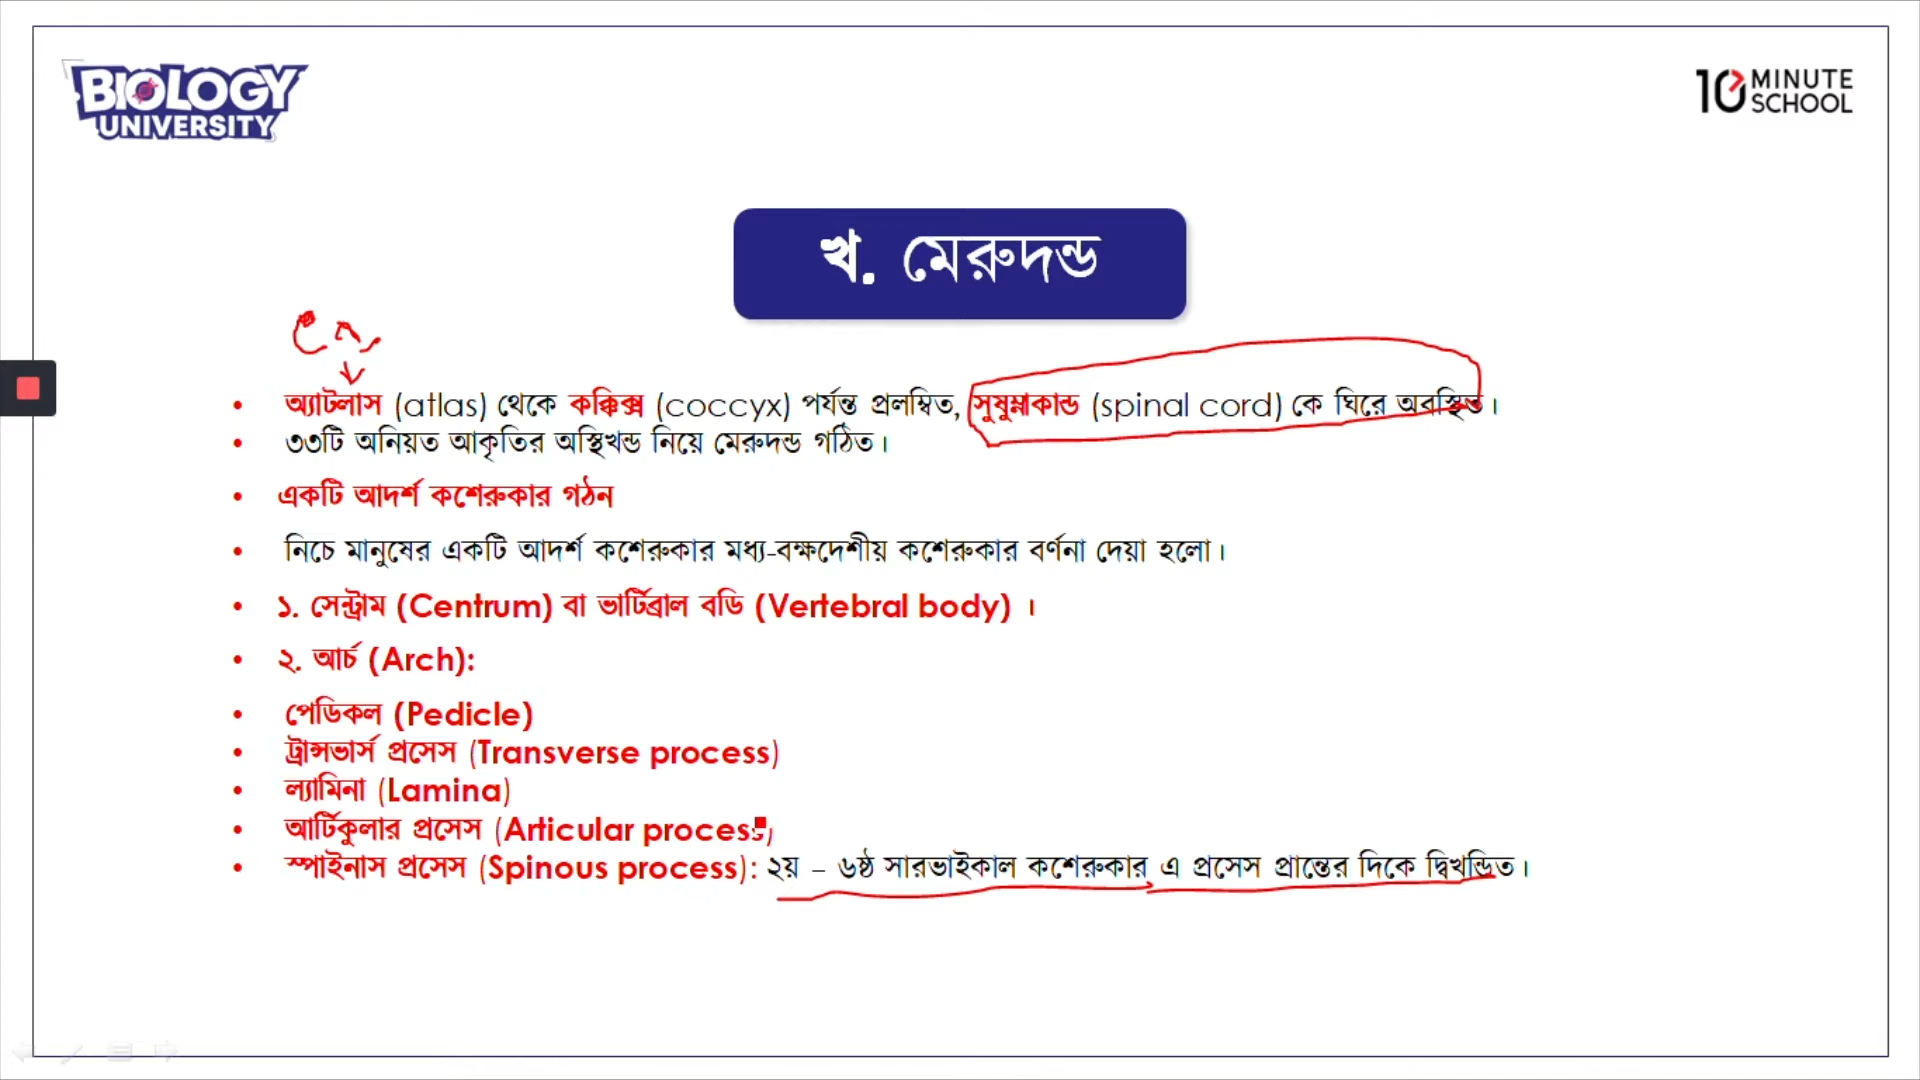 BIOLOGY
UNIVERSITY
10 MINUTE
SCHOOL
খ. মেরুদন্ড
অ্যাটলাস (atlas) থেকে কক্কিক্স (coccyx) পর্যন্ত প্রলম্বিত, সুষুম্নাকান্ড (spinal cord) কে ঘিরে অবস্থিত।
৩৩টি অনিয়ত আকৃতির অস্থিখন্ড নিয়ে মেরুদন্ড গঠিত।
একটি আদর্শ কশেরুকার গঠন
নিচে মানুষের একটি আদর্শ কশেরুকার মধ্য-বক্ষদেশীয় কশেরুকার বর্ণনা দেয়া হলো।
১. সেন্ট্রাম (Centrum) বা ভার্টিব্রাল বডি (Vertebral body) ।
২. আর্চ (Arch):
পেডিকল (Pedicle)
ট্রান্সভার্স প্রসেস (Transverse process)
ল্যামিনা (Lamina)
আর্টিকুলার প্রসেস (Articular process)
স্পাইনাস প্রসেস (Spinous process): ২য় – ৬ষ্ঠ সারভাইকাল কশেরুকার এ প্রসেস প্রান্তের দিকে দ্বিখন্ডিত।